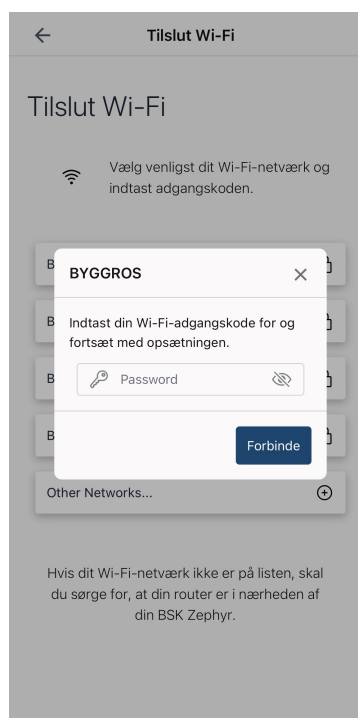 Tilslut Wi-Fi
Tilslut Wi-Fi
Vælg venligst dit Wi-Fi-netværk og
indtast adgangskoden.
B
BYGGROS
B
Indtast din Wi-Fi-adgangskode for og
fortsæt med opsætningen.
B
Password
B
Forbinde
Other Networks...
Hvis dit Wi-Fi-netværk ikke er på listen, skal
du sørge for, at din router er i nærheden af
din BSK Zephyr.